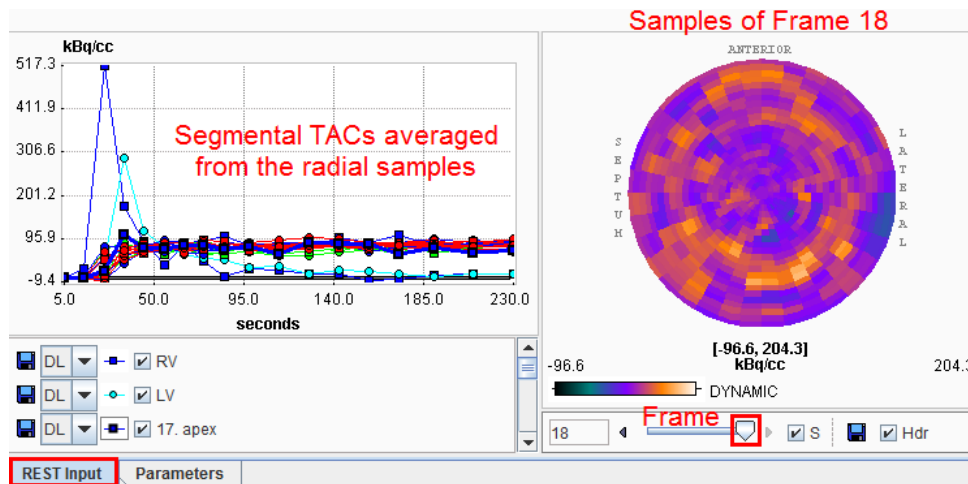 Samples of Frame 18
kBq/cc
517.3
411.9
306.6
201.2
95.9
-9.4
5.0 50.0 95.0 140.0 185.0 230.0
seconds
Segmental TACs averaged
from the radial samples
ANTERIOR
SEPTUM
LATERAL
[-96.6, 204.3]
-96.6 kBq/cc 204.3
DYNAMIC
DL RV
DL LV
DL 17. apex
Frame
18 S Hdr
REST Input Parameters